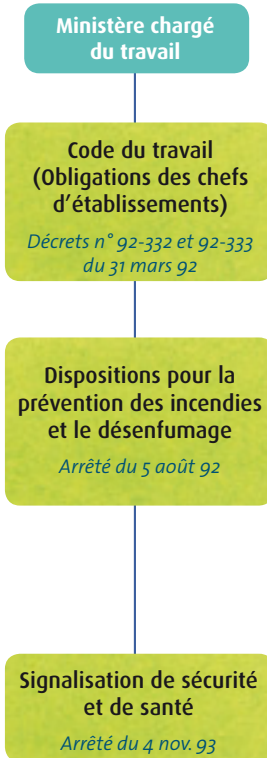 Ministère chargé
du travail
Code du travail
(Obligations des chefs
d'établissements)
Décrets n° 92-332 et 92-333
du 31 mars 92
Dispositions pour la
prévention des incendies
et le désenfumage
Arrêté du 5 août 92
Signalisation de sécurité
et de santé
Arrêté du 4 nov. 93